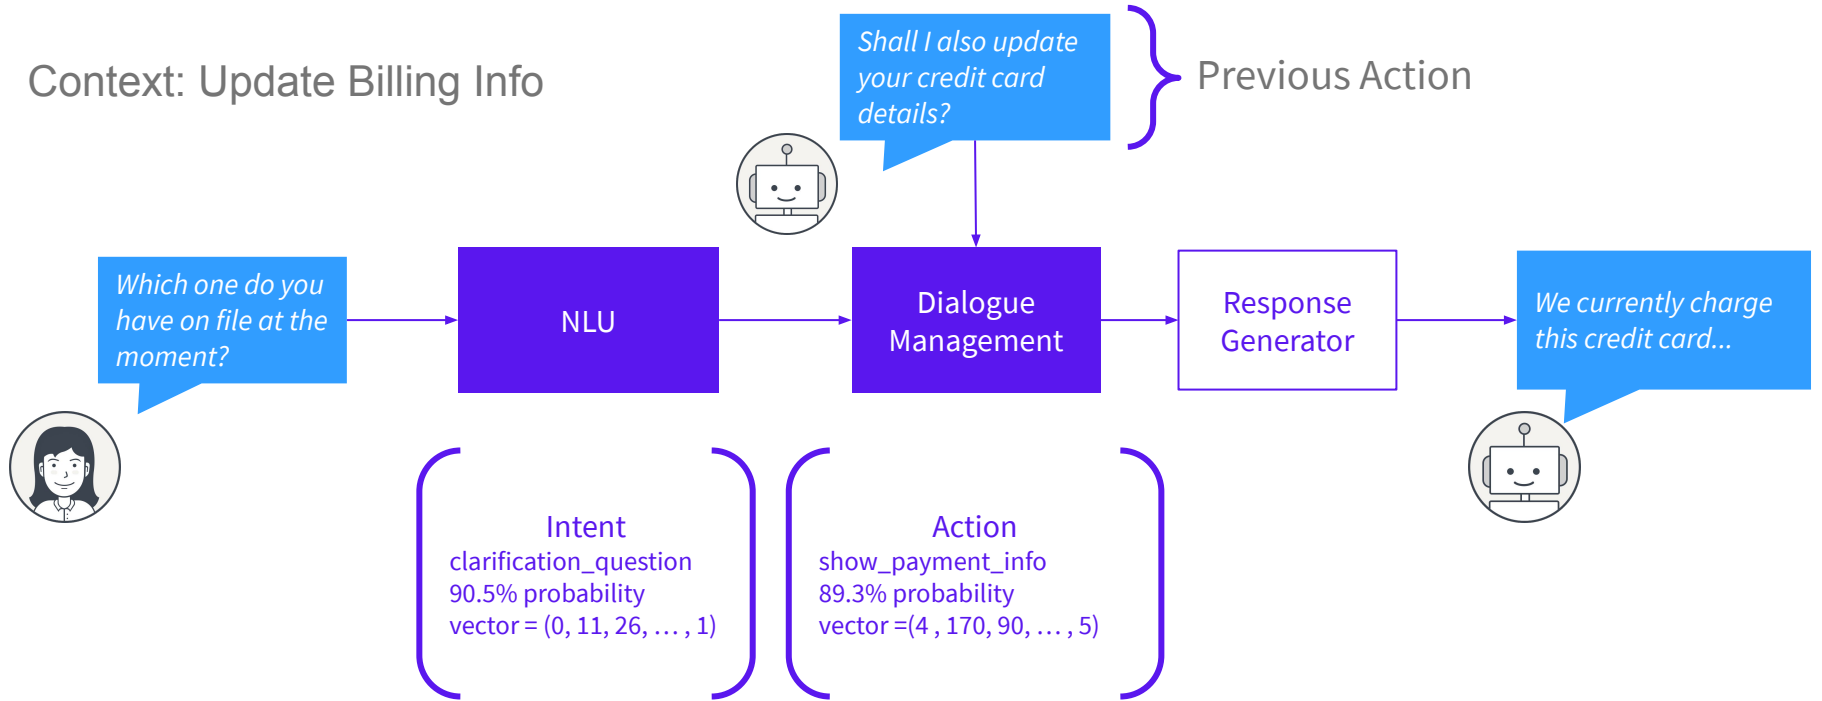 Context: Update Billing Info
Shall I also update
your credit card
details?
Previous Action
Which one do you
have on file at the
moment?
NLU
Dialogue
Management
Response
Generator
We currently charge
this credit card...
Intent
clarification_question
90.5% probability
vector = (0, 11, 26, … , 1)
Action
show_payment_info
89.3% probability
vector =(4 , 170, 90, … , 5)